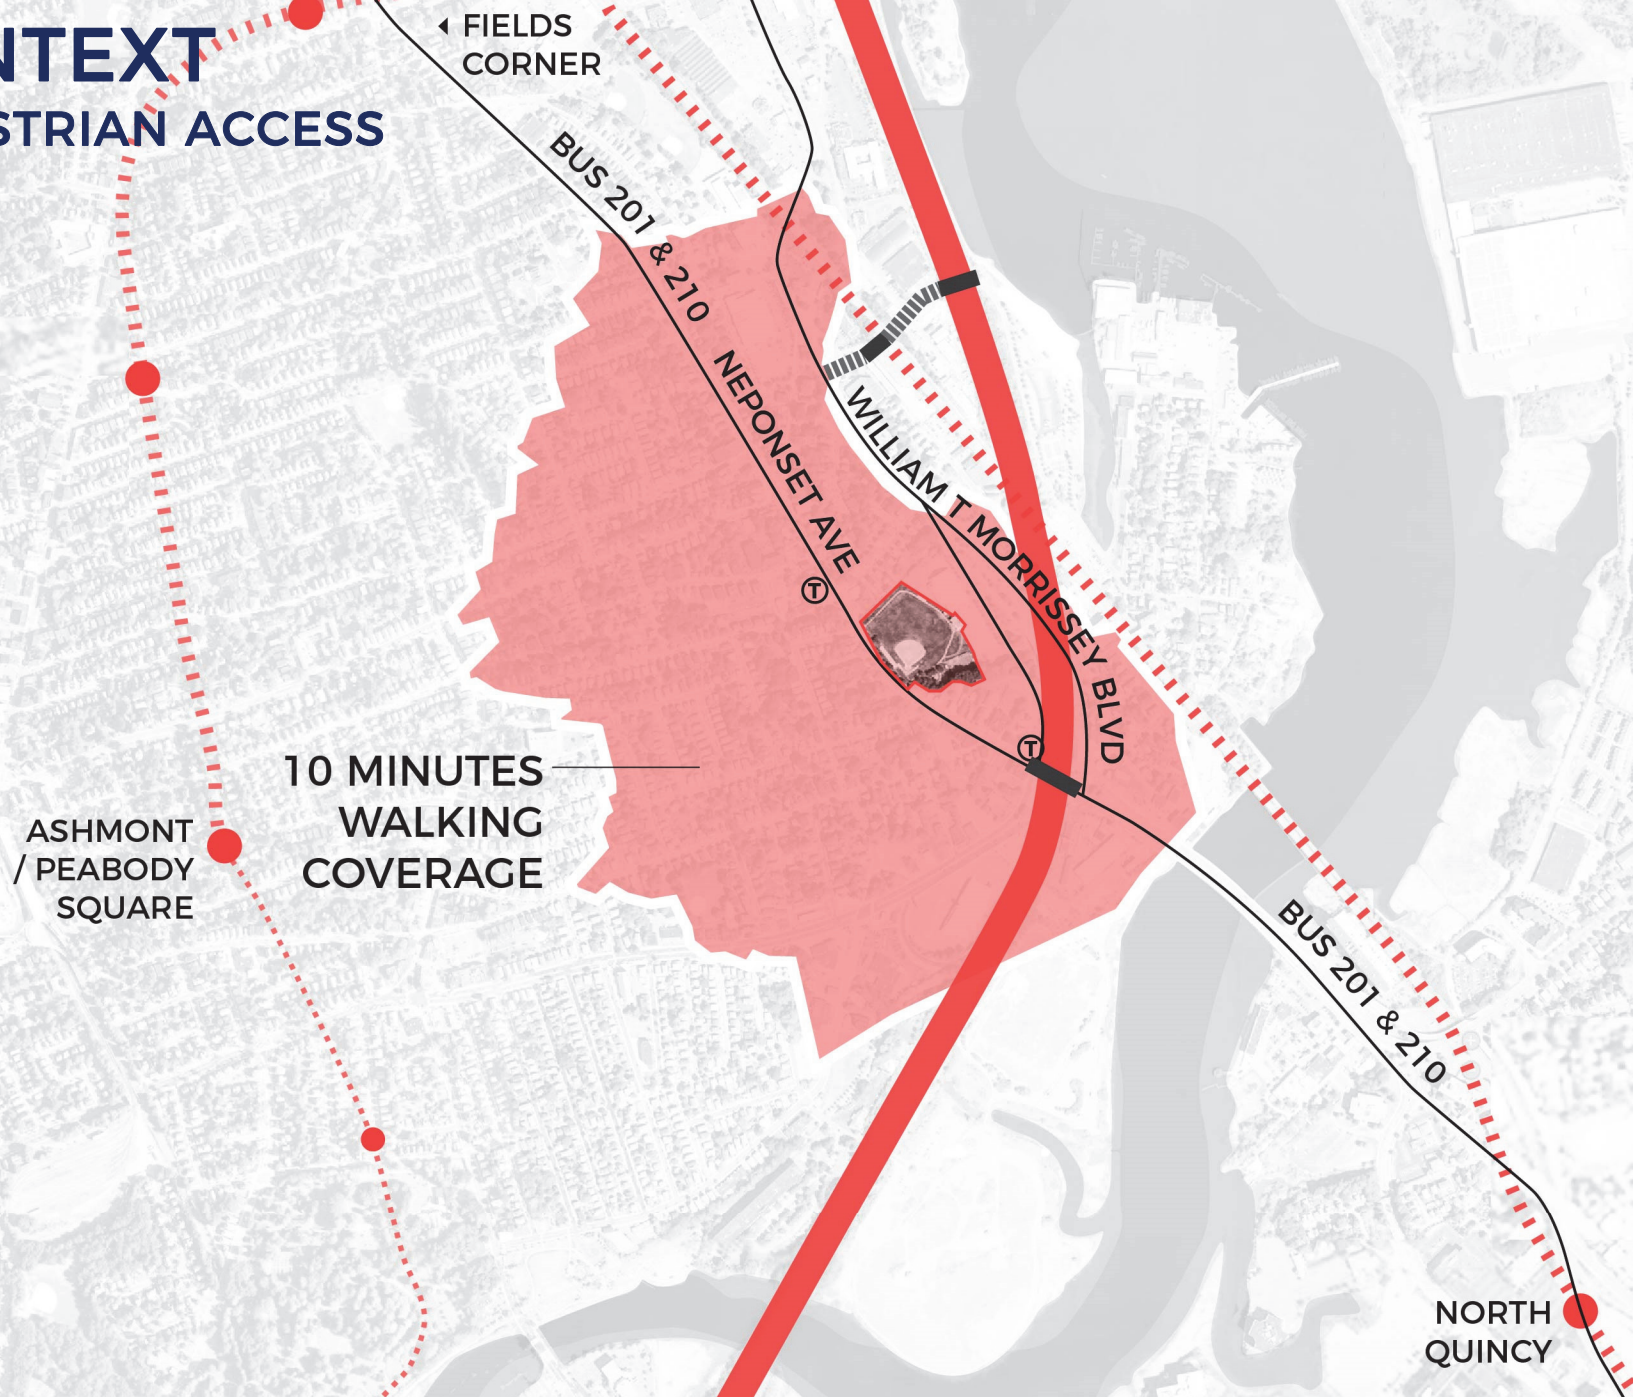 NTEXT
STRIAN ACCESS
FIELDS
CORNER
BUS 201 & 210
NEPONSET AVE
WILLIAM T MORRISSEY BLVD
T
T
10 MINUTES
WALKING
COVERAGE
ASHMONT
/ PEABODY
SQUARE
BUS 201 & 210
NORTH
QUINCY